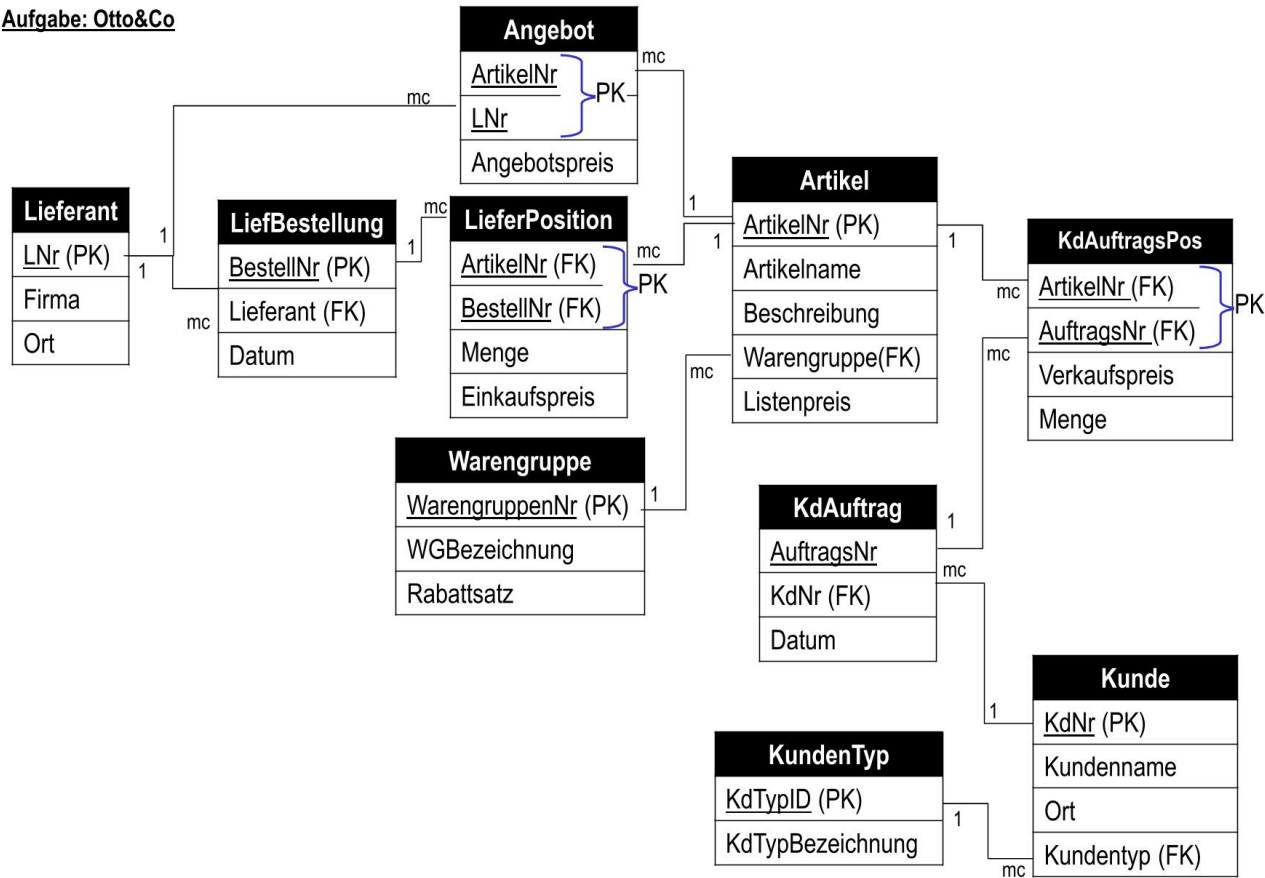 Aufgabe: Otto&Co
Angebot
ArtikelNr
LNr
PK
Angebotspreis
mc
mc
Lieferant
LNr (PK)
Firma
Ort
1
1
mc
LiefBestellung
BestellNr (PK)
Lieferant (FK)
Datum
1
mc
LieferPosition
ArtikelNr (FK)
BestellNr (FK)
PK
Menge
Einkaufspreis
mc
1
1
Artikel
ArtikelNr (PK)
Artikelname
Beschreibung
Warengruppe(FK)
Listenpreis
1
mc
mc
KdAuftragsPos
ArtikelNr (FK)
AuftragsNr (FK)
PK
Verkaufspreis
Menge
mc
Warengruppe
WarengruppenNr (PK)
WGBezeichnung
Rabattsatz
1
KdAuftrag
AuftragsNr
KdNr (FK)
Datum
1
mc
Kunde
KdNr (PK)
Kundenname
Ort
Kundentyp (FK)
1
mc
KundenTyp
KdTypID (PK)
KdTypBezeichnung
1